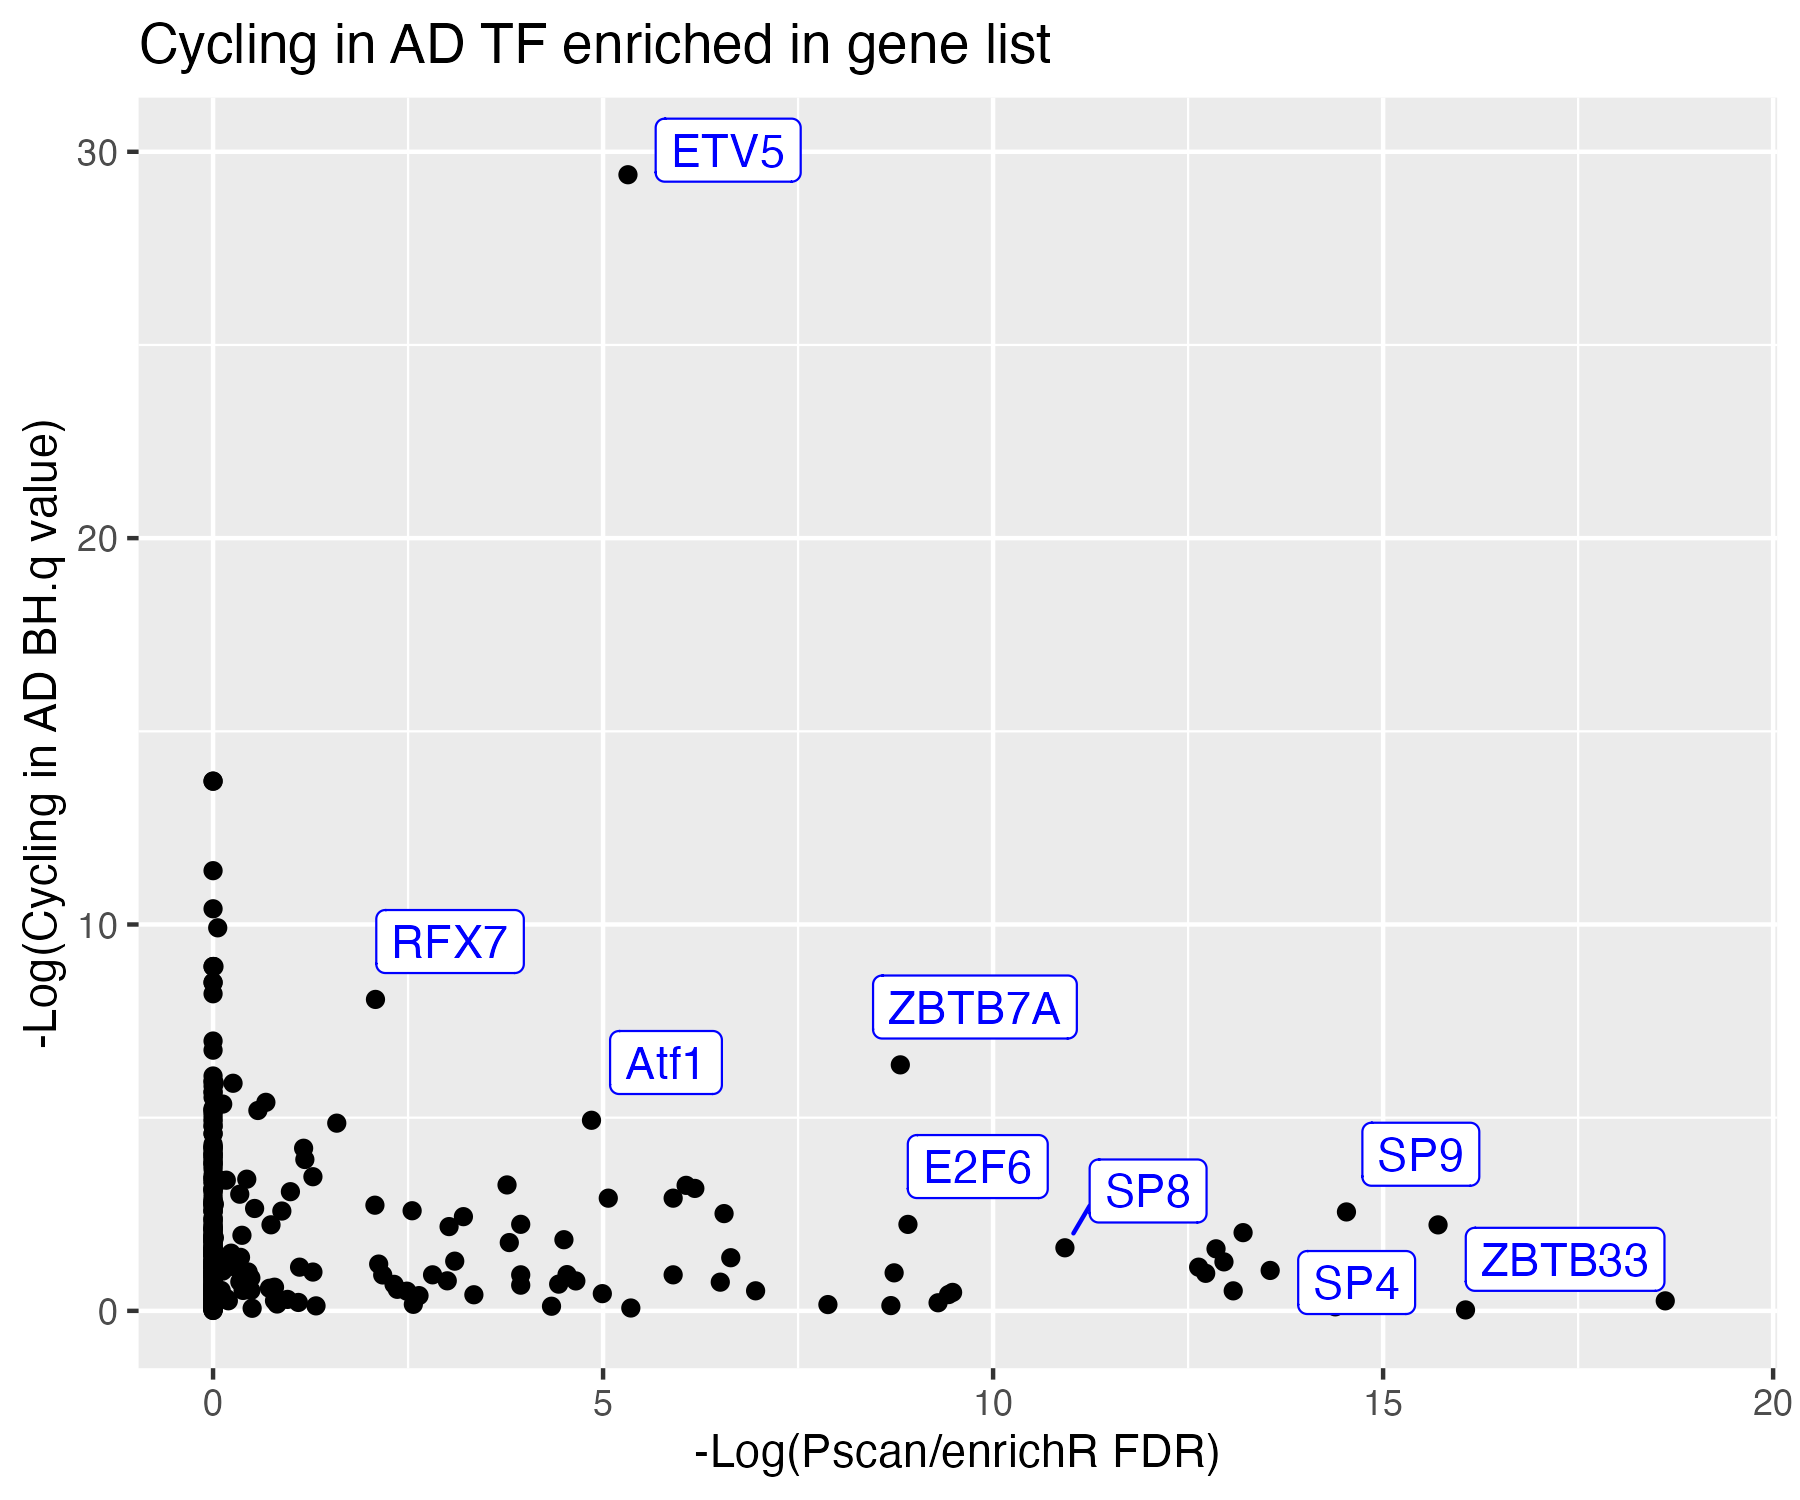 Cycling in AD TF enriched in gene list
-Log(Cycling in AD BH.q value)
30
20
10
0
ETV5
RFX7
ZBTB7A
Atf1
SP9
E2F6
SP8
ZBTB33
SP4
0
5
10
15
20
-Log(Pscan/enrichR FDR)